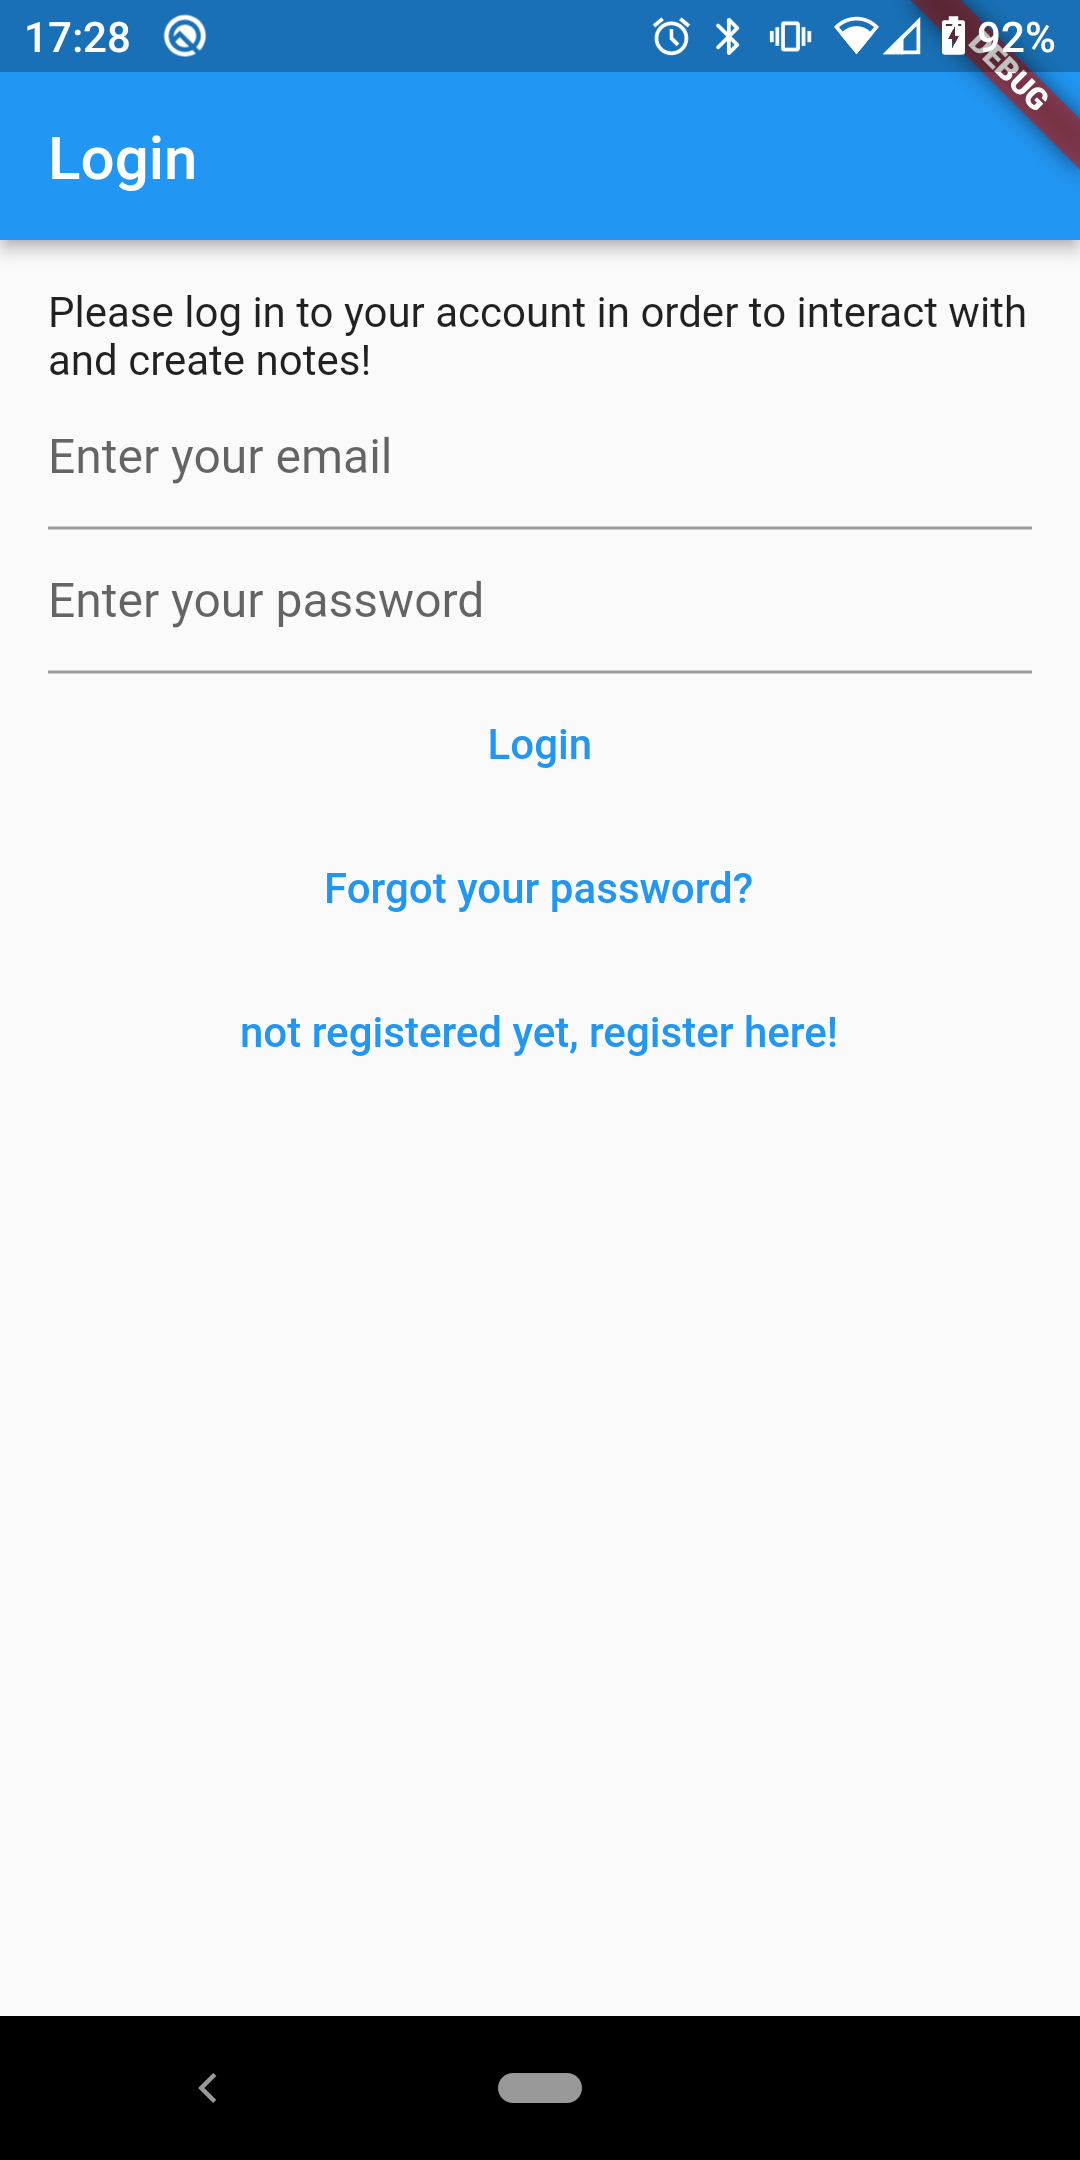 17:28 92%
DEBUG
Login
Please log in to your account in order to interact with
and create notes!
Enter your email
Enter your password
Login
Forgot your password?
not registered yet, register here!